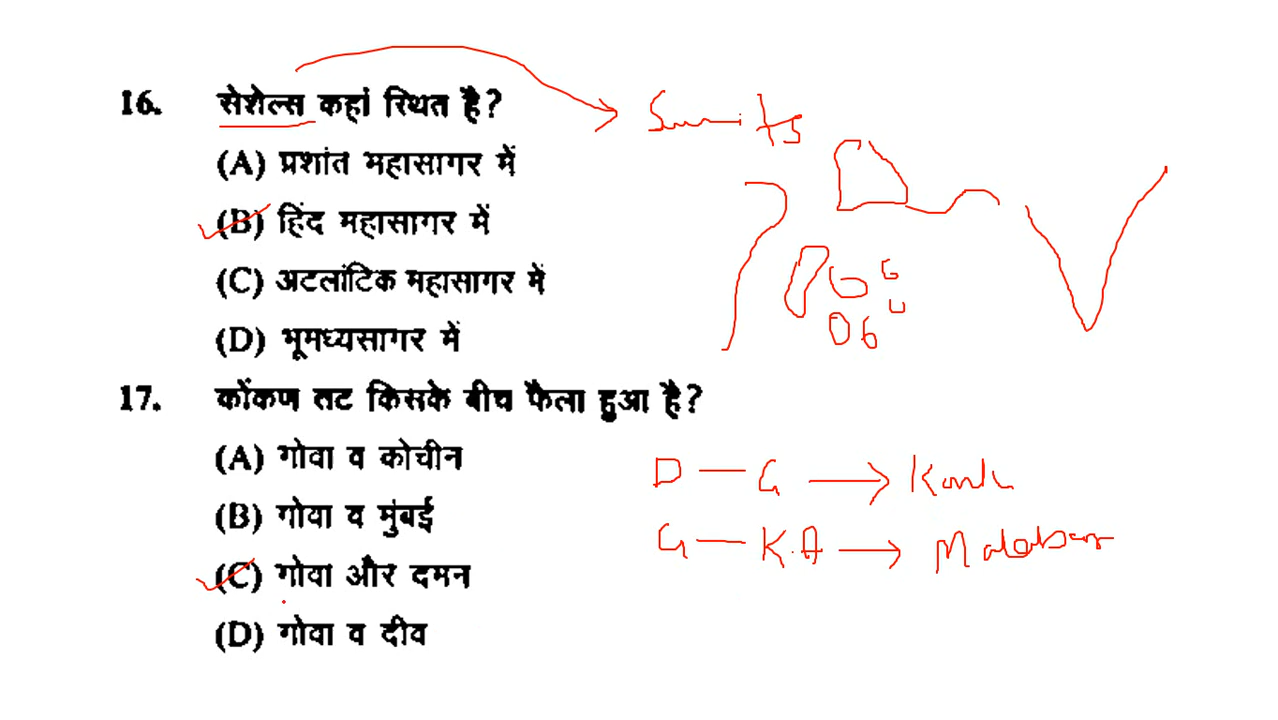 16. सेशेल्स कहां स्थित है?
(A) प्रशांत महासागर में
(B) हिंद महासागर में
(C) अटलांटिक महासागर में
(D) भूमध्यसागर में
17. कोंकण तट किसके बीच फैला हुआ है?
(A) गोवा व कोचीन
(B) गोवा व मुंबई
(C) गोवा और दमन
(D) गोवा व दीव
D — G → Konk
G — K.A → Malabar